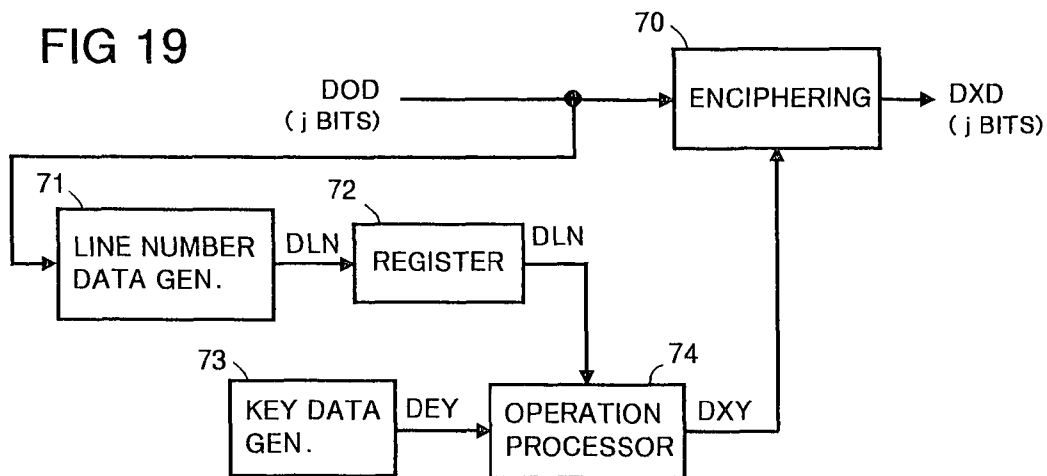 FIG 19
70
DOD
(j BITS)
ENCIPHERING
DXD
(j BITS)
71
LINE NUMBER
DATA GEN.
DLN
72
REGISTER
DLN
73
KEY DATA
GEN.
DEY
74
OPERATION
PROCESSOR
DXY